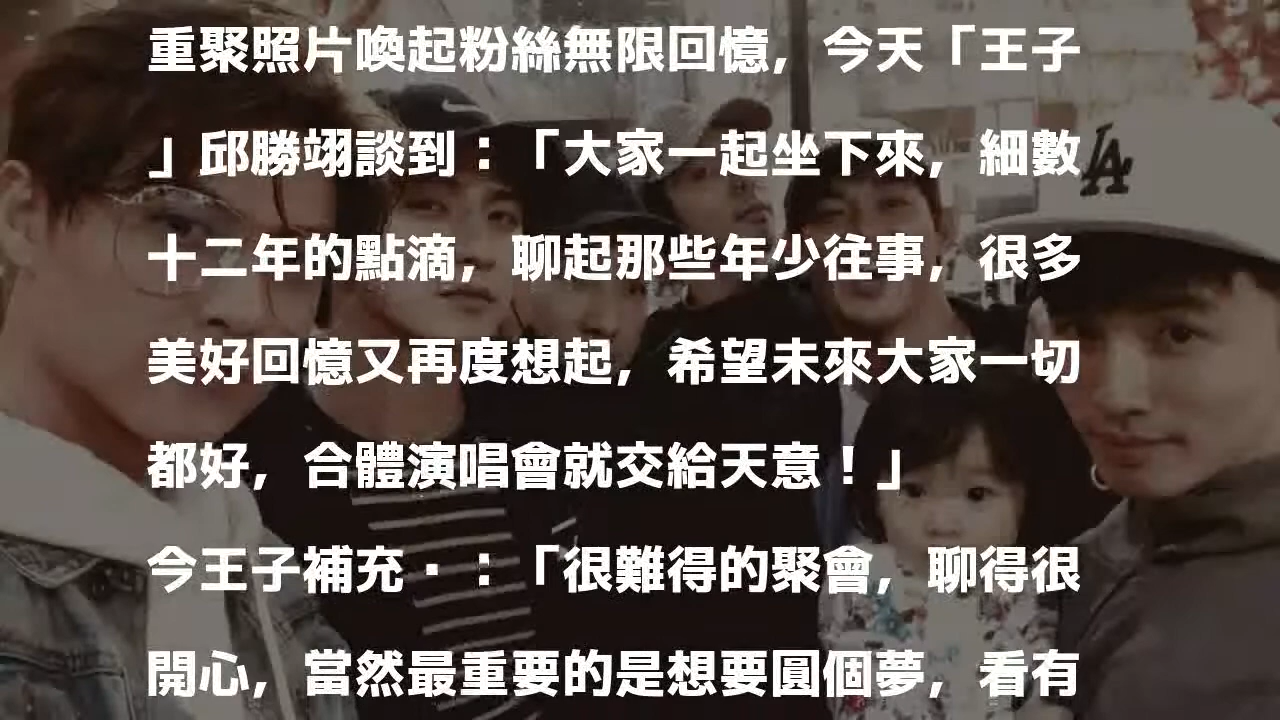 重聚照片喚起粉絲無限回憶，今天「王子
」邱勝翊談到：「大家一起坐下來，細數
十二年的點滴，聊起那些年少往事，很多
美好回憶又再度想起，希望未來大家一切
都好，合體演唱會就交給天意！」
今王子補充·：「很難得的聚會，聊得很
開心，當然最重要的是想要圓個夢，看有
LA